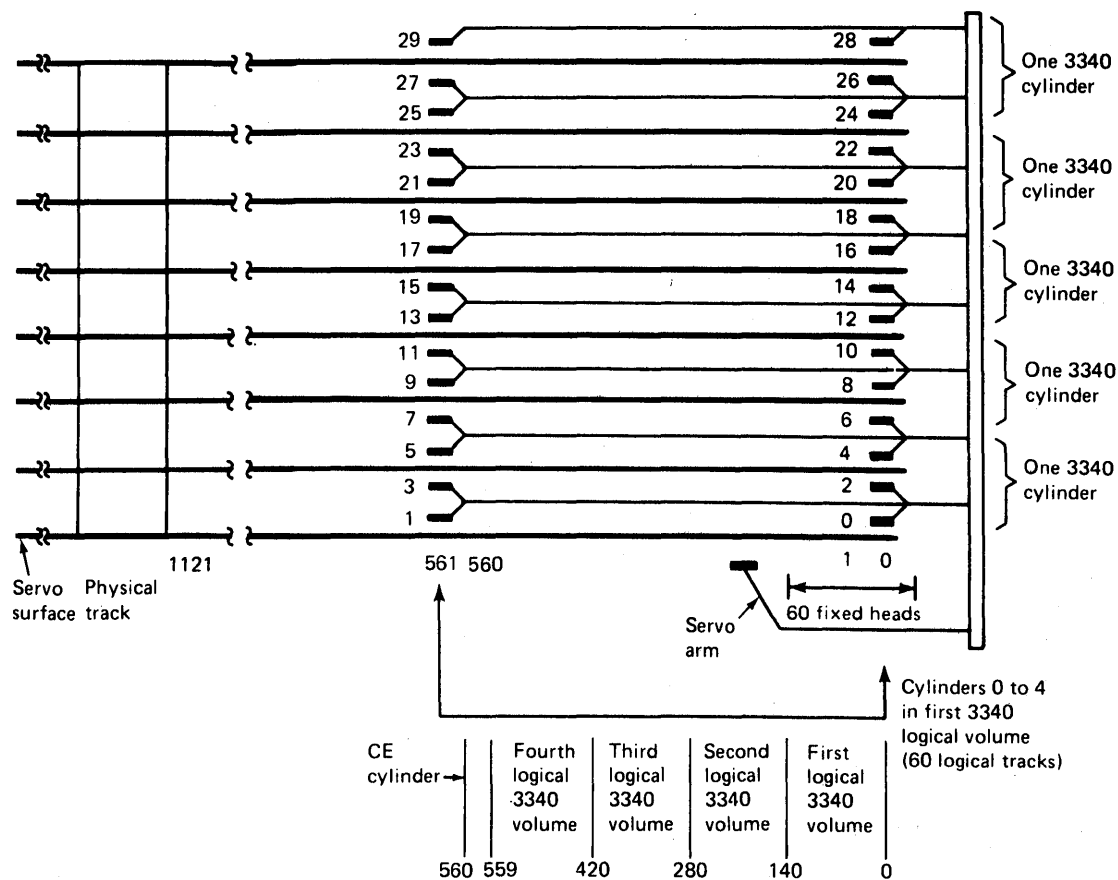 29
28
27
26
25
24
One 3340
cylinder
23
22
21
20
One 3340
cylinder
19
18
17
16
15
14
One 3340
cylinder
13
12
11
10
9
8
One 3340
cylinder
7
6
5
4
3
2
One 3340
cylinder
1
0
1121
561 560
1 0
Servo
surface
Physical
track
60 fixed heads
Servo
arm
Cylinders 0 to 4
in first 3340
logical volume
(60 logical tracks)
CE
cylinder
Fourth
logical
3340
volume
Third
logical
3340
volume
Second
logical
3340
volume
First
logical
3340
volume
560 559 420 280 140 0